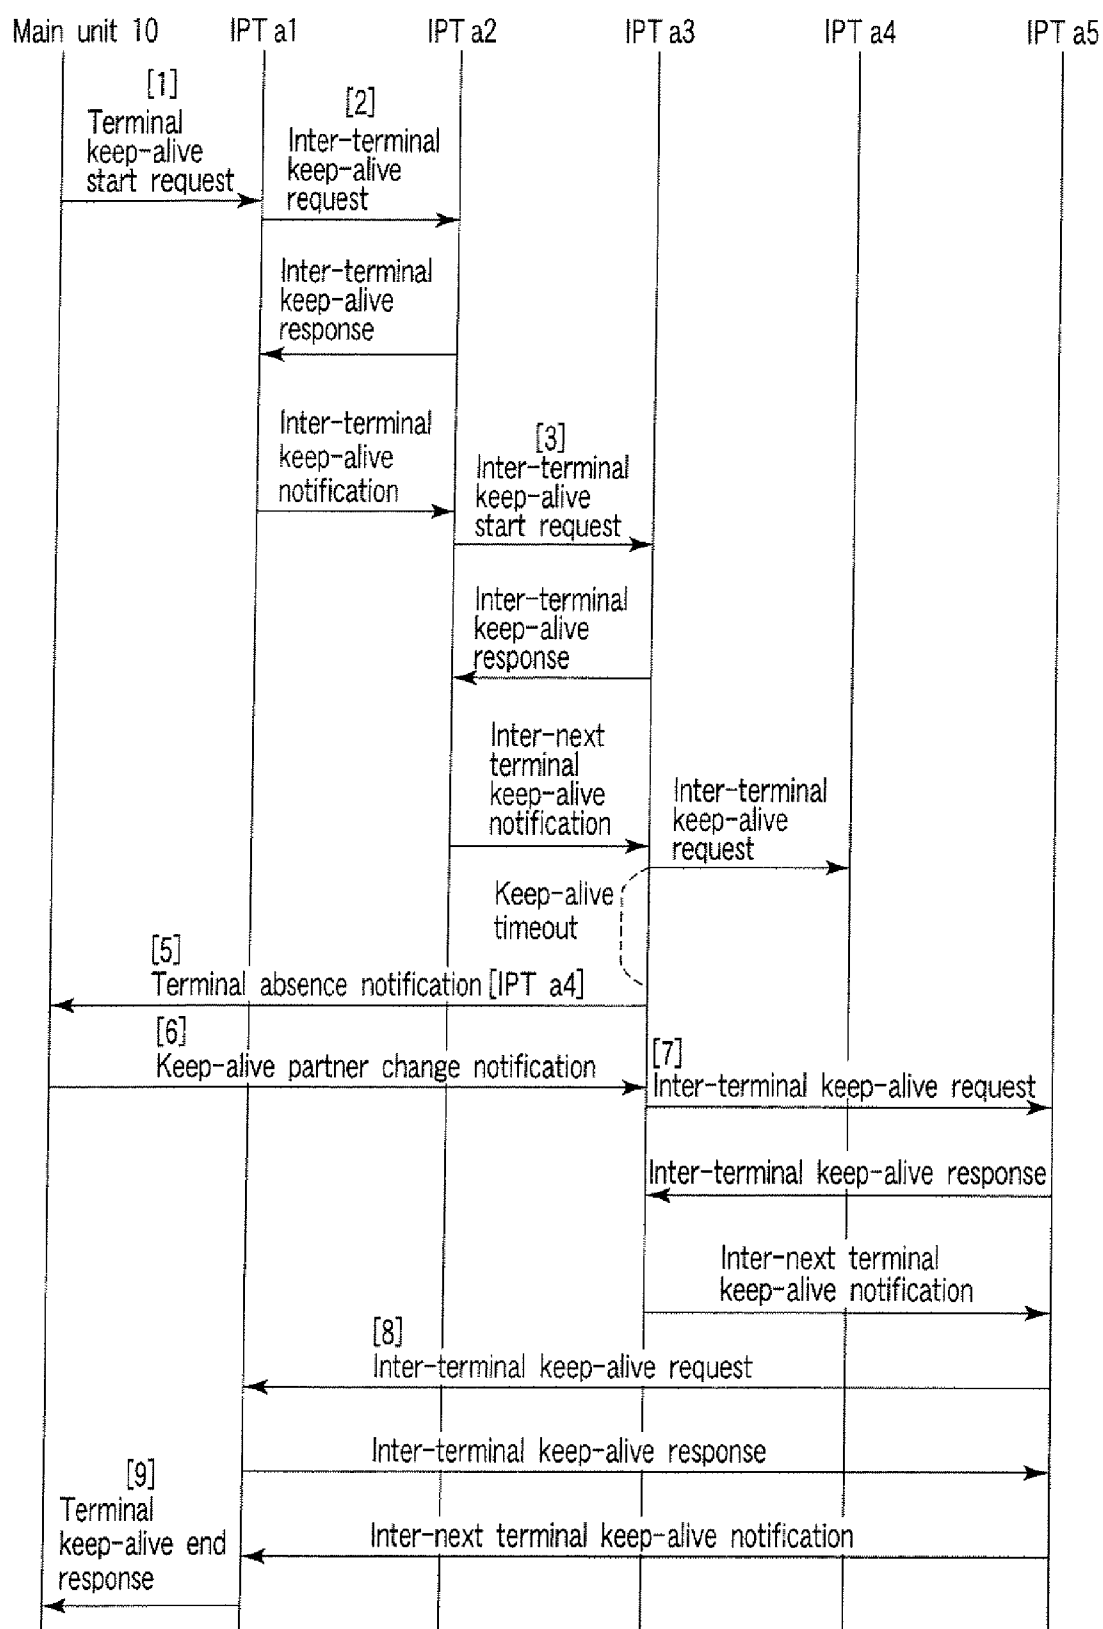 Main unit 10 IPT a1 IPT a2 IPT a3 IPT a4 IPT a5
[1]
Terminal
keep-alive
start request
[2]
Inter-terminal
keep-alive
request
Inter-terminal
keep-alive
response
Inter-terminal
keep-alive
notification
[3]
Inter-terminal
keep-alive
start request
Inter-terminal
keep-alive
response
Inter-next
terminal
keep-alive
notification
Inter-terminal
keep-alive
request
Keep-alive
timeout
[5]
Terminal absence notification [IPT a4]
[6]
Keep-alive partner change notification
[7]
Inter-terminal keep-alive request
Inter-terminal keep-alive response
Inter-next terminal
keep-alive notification
[8]
Inter-terminal keep-alive request
Inter-terminal keep-alive response
Inter-next terminal keep-alive notification
[9]
Terminal
keep-alive end
response